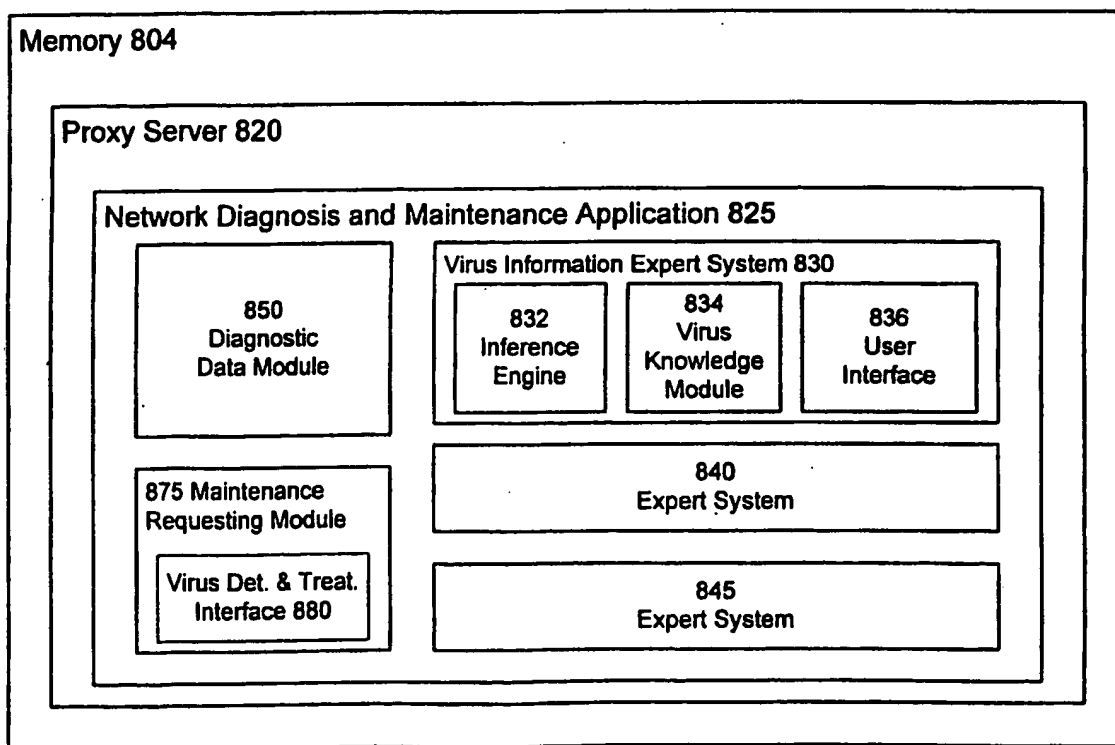 Memory 804
Proxy Server 820
Network Diagnosis and Maintenance Application 825
850
Diagnostic
Data Module
Virus Information Expert System 830
832
Inference
Engine
834
Virus
Knowledge
Module
836
User
Interface
875 Maintenance
Requesting Module
Virus Det. & Treat.
Interface 880
840
Expert System
845
Expert System